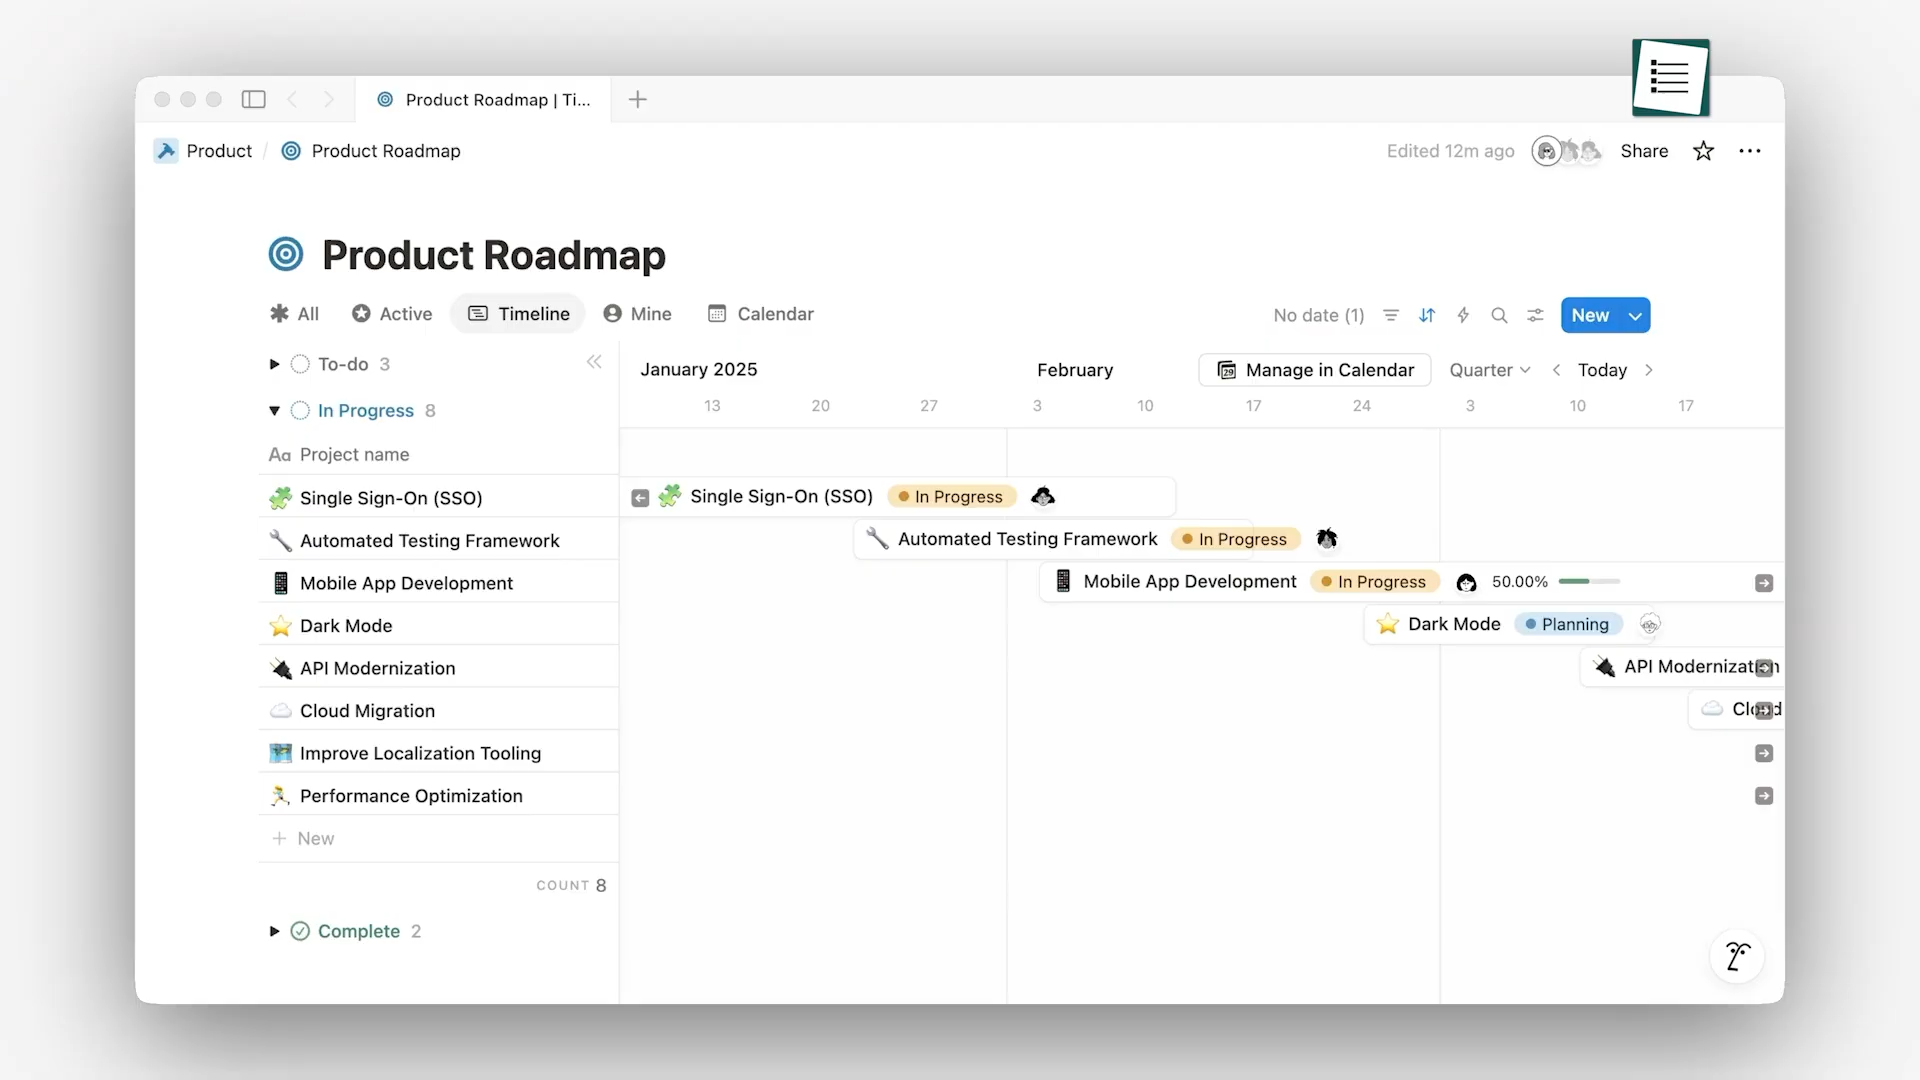 Product Roadmap | Ti...
Product / Product Roadmap
Edited 12m ago Share
Product Roadmap
All Active Timeline Mine Calendar
No date (1) New
To-do 3
January 2025 February Manage in Calendar Quarter Today
In Progress 8
13 20 27 3 10 17 24 3 10 17
Aa Project name
Single Sign-On (SSO)
Single Sign-On (SSO) In Progress
Automated Testing Framework
Automated Testing Framework In Progress
Mobile App Development
Mobile App Development In Progress 50.00%
Dark Mode
Dark Mode Planning
API Modernization
API Modernization
Cloud Migration
Cloud
Improve Localization Tooling
Performance Optimization
+ New
COUNT 8
Complete 2